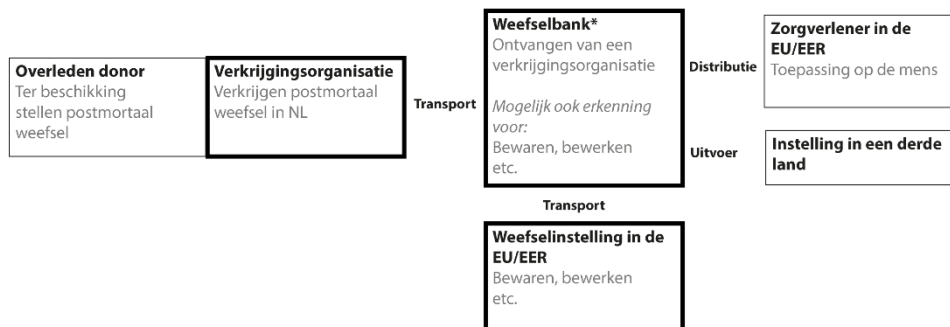 Overleden donor
Ter beschikking
stellen postmortaal
weefsel
Verkrijgingsorganisatie
Verkrijgen postmortaal
weefsel in NL
Transport
Weefselbank*
Ontvangen van een
verkrijgingsorganisatie
Mogelijk ook erkenning
voor:
Bewaren, bewerken
etc.
Distributie
Zorgverlener in de
EU/EER
Toepassing op de mens
Uitvoer
Instelling in een derde
land
Transport
Weefselinstelling in de
EU/EER
Bewaren, bewerken
etc.